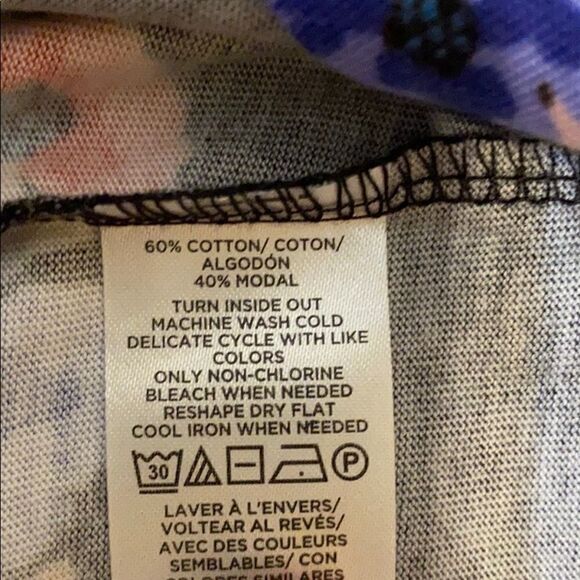 60% COTTON/ COTON/
ALGODÓN
40% MODAL
TURN INSIDE OUT
MACHINE WASH COLD
DELICATE CYCLE WITH LIKE
COLORS
ONLY NON-CHLORINE
BLEACH WHEN NEEDED
RESHAPE DRY FLAT
COOL IRON WHEN NEEDED
30 P
LAVER À L'ENVERS/
VOLTEAR AL REVÉS/
AVEC DES COULEURS
SEMBLABLES/ CON
COLORES SIMILARES